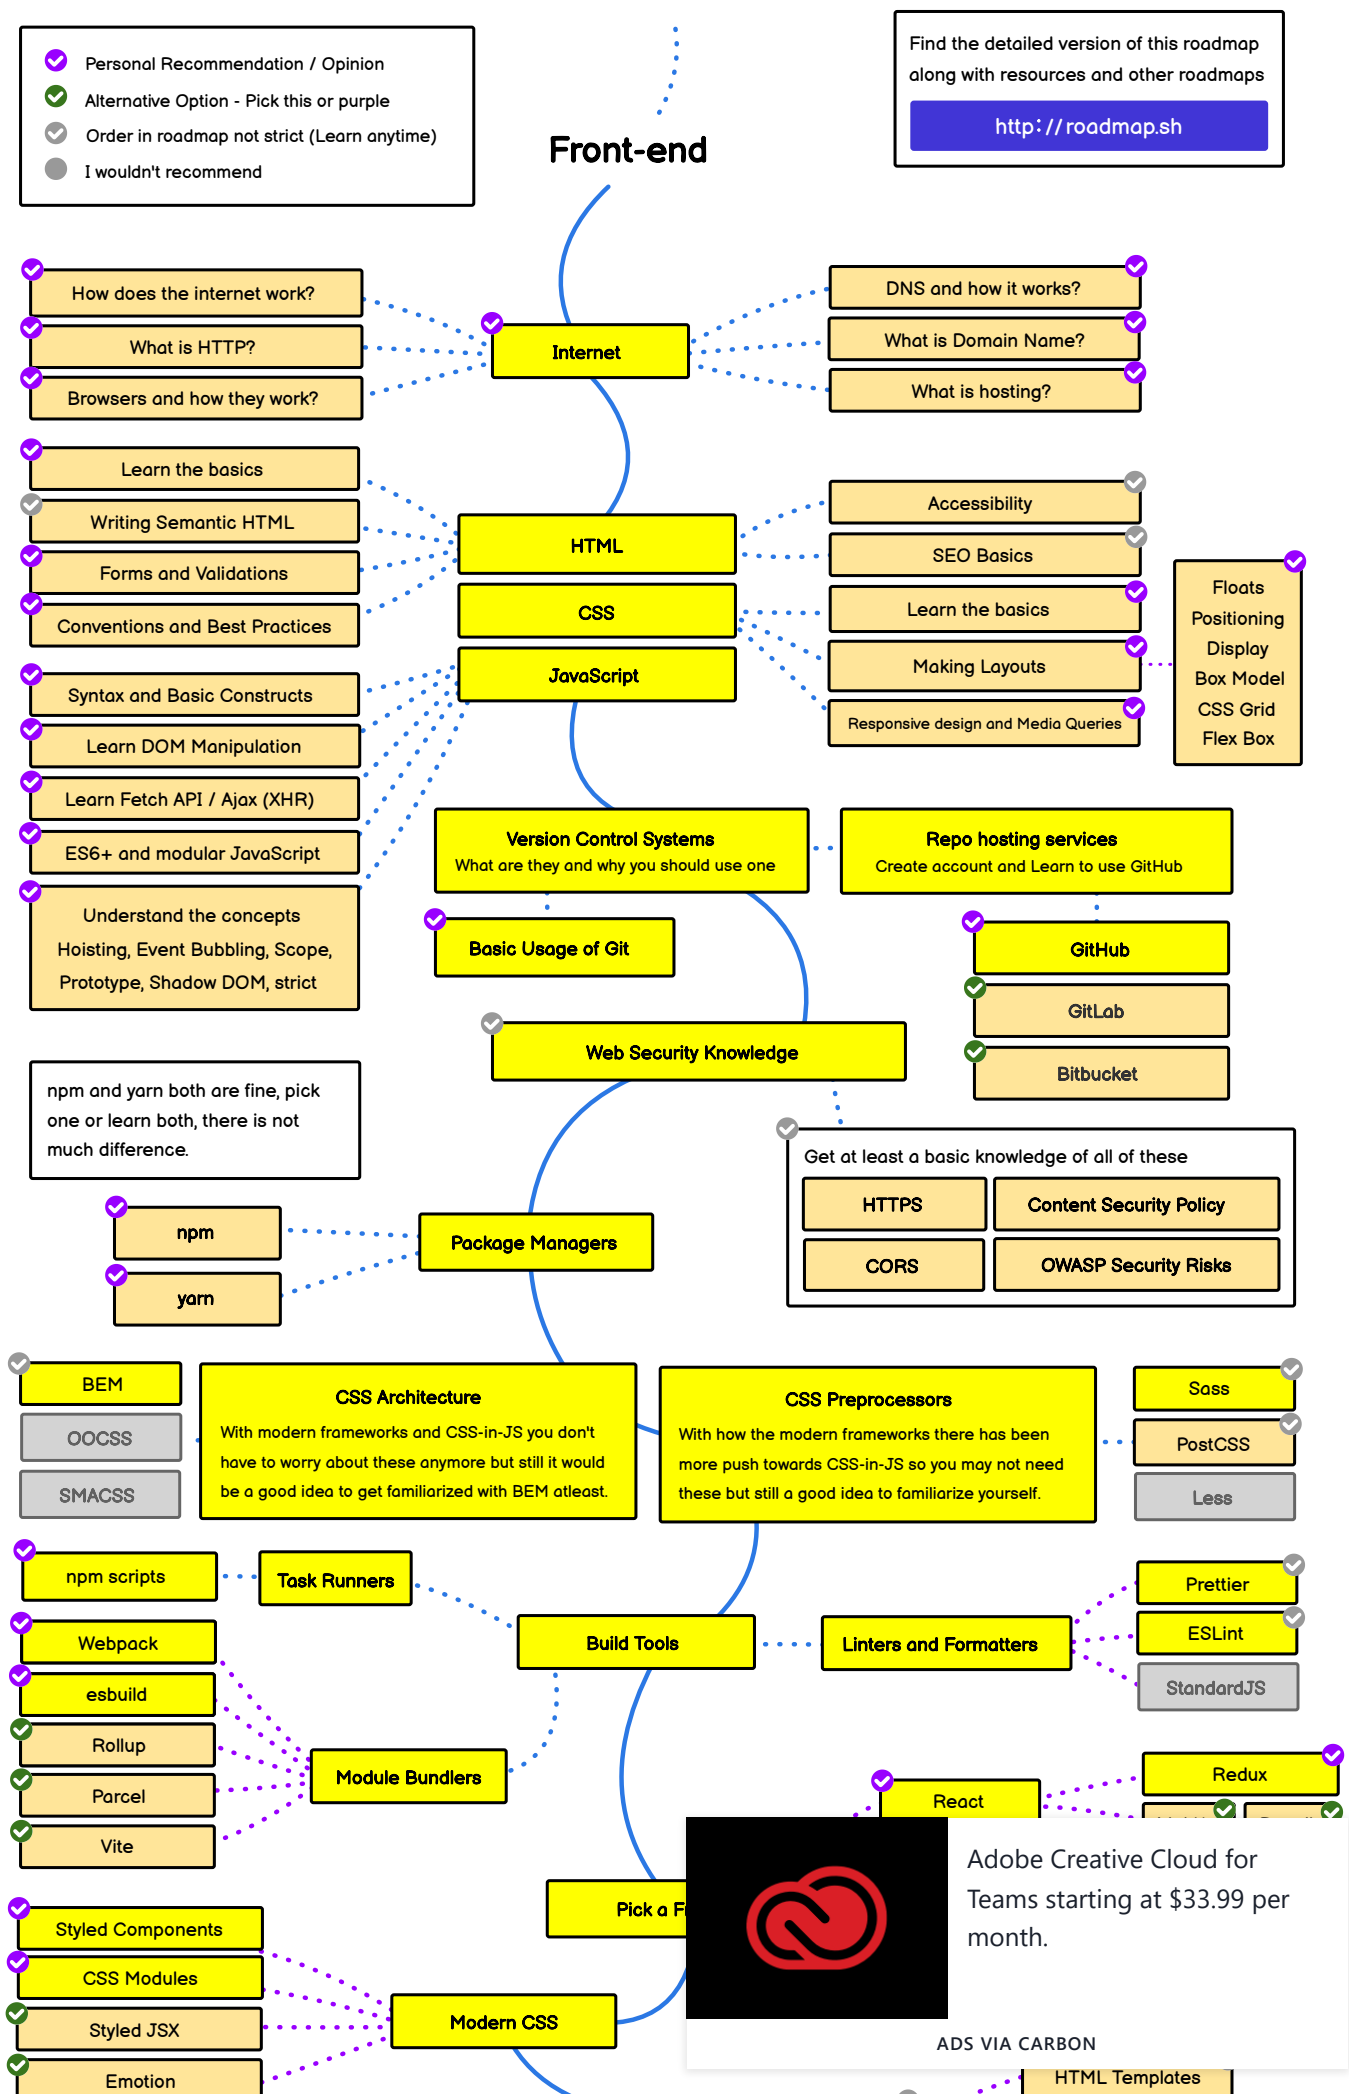 Personal Recommendation / Opinion
Alternative Option - Pick this or purple
Order in roadmap not strict (Learn anytime)
I wouldn't recommend
Find the detailed version of this roadmap
along with resources and other roadmaps
http://roadmap.sh
Front-end
How does the internet work?
What is HTTP?
Browsers and how they work?
Internet
DNS and how it works?
What is Domain Name?
What is hosting?
Learn the basics
Writing Semantic HTML
Forms and Validations
Conventions and Best Practices
HTML
CSS
JavaScript
Accessibility
SEO Basics
Learn the basics
Making Layouts
Responsive design and Media Queries
Floats
Positioning
Display
Box Model
CSS Grid
Flex Box
Syntax and Basic Constructs
Learn DOM Manipulation
Learn Fetch API / Ajax (XHR)
ES6+ and modular JavaScript
Understand the concepts
Hoisting, Event Bubbling, Scope,
Prototype, Shadow DOM, strict
Version Control Systems
What are they and why you should use one
Basic Usage of Git
Repo hosting services
Create account and Learn to use GitHub
GitHub
GitLab
Bitbucket
Web Security Knowledge
Get at least a basic knowledge of all of these
HTTPS
Content Security Policy
CORS
OWASP Security Risks
npm and yarn both are fine, pick
one or learn both, there is not
much difference.
npm
yarn
Package Managers
BEM
OOCSS
SMACSS
CSS Architecture
With modern frameworks and CSS-in-JS you don't
have to worry about these anymore but still it would
be a good idea to get familiarized with BEM atleast.
CSS Preprocessors
With how the modern frameworks there has been
more push towards CSS-in-JS so you may not need
these but still a good idea to familiarize yourself.
Sass
PostCSS
Less
npm scripts
Task Runners
Build Tools
Linters and Formatters
Prettier
ESLint
StandardJS
Webpack
esbuild
Rollup
Parcel
Vite
Module Bundlers
React
Redux
Pick a
Adobe Creative Cloud for
Teams starting at $33.99 per
month.
ADS VIA CARBON
Styled Components
CSS Modules
Styled JSX
Emotion
Modern CSS
HTML Templates